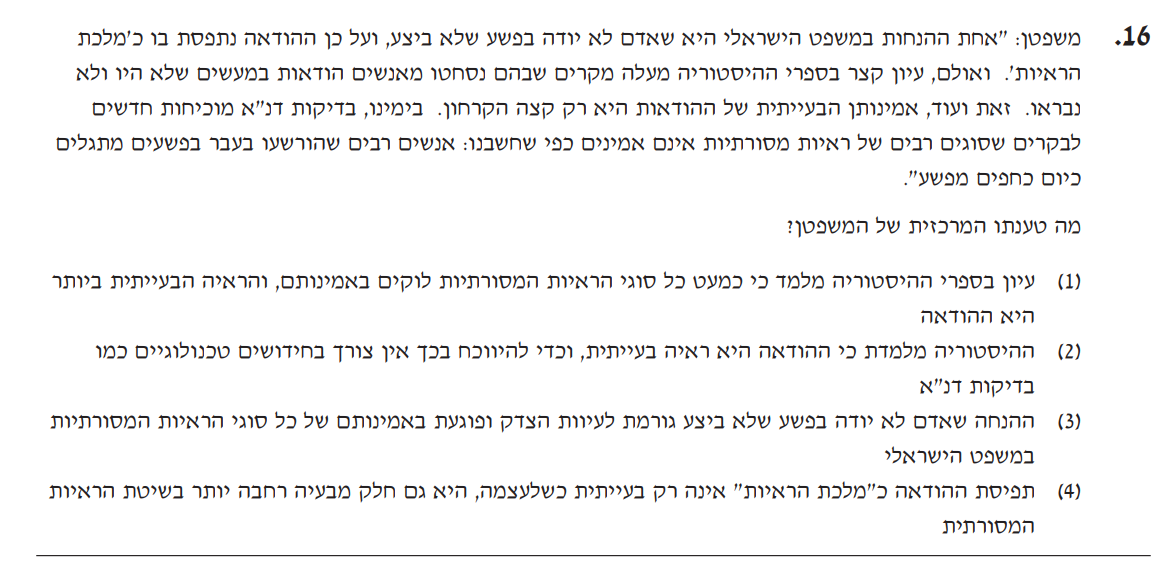 16. משפטן: "אחת ההנחות במשפט הישראלי היא שאדם לא יודה בפשע שלא ביצע, ועל כן ההודאה נתפסת בו כ'מלכת
הראיות'. ואולם, עיון קצר בספרי ההיסטוריה מעלה מקרים שבהם נסחטו מאנשים הודאות במעשים שלא היו ולא
נבראו. זאת ועוד, אמינותן הבעייתית של ההודאות היא רק קצה הקרחון. בימינו, בדיקות דנ"א מוכיחות חדשים
לבקרים שסוגים רבים של ראיות מסורתיות אינם אמינים כפי שחשבנו: אנשים רבים שהורשעו בעבר בפשעים מתגלים
כיום כחפים מפשע".
מה טענתו המרכזית של המשפטן?
(1) עיון בספרי ההיסטוריה מלמד כי כמעט כל סוגי הראיות המסורתיות לוקים באמינותם, והראיה הבעייתית ביותר
היא ההודאה
(2) ההיסטוריה מלמדת כי ההודאה היא ראיה בעייתית, וכדי להיווכח בכך אין צורך בחידושים טכנולוגיים כמו
בדיקות דנ"א
(3) ההנחה שאדם לא יודה בפשע שלא ביצע גורמת לעיוות הצדק ופוגעת באמינותם של כל סוגי הראיות המסורתיות
במשפט הישראלי
(4) תפיסת ההודאה כ"מלכת הראיות" אינה רק בעייתית כשלעצמה, היא גם חלק מבעיה רחבה יותר בשיטת הראיות
המסורתית